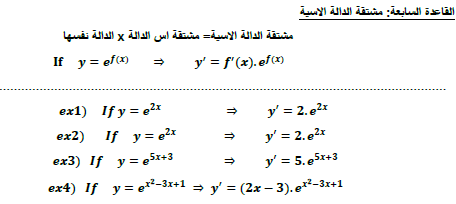 القاعدة السابعة: مشتقة الدالة الاسية
مشتقة الدالة الاسية= مشتقة اس الدالة x الدالة نفسها
If y = e^{f(x)} ⇒ y′ = f′(x). e^{f(x)}
ex1) If y = e^{2x} ⇒ y′ = 2. e^{2x}
ex2) If y = e^{2x} ⇒ y′ = 2. e^{2x}
ex3) If y = e^{5x+3} ⇒ y′ = 5. e^{5x+3}
ex4) If y = e^{x²−3x+1} ⇒ y′ = (2x − 3). e^{x²−3x+1}